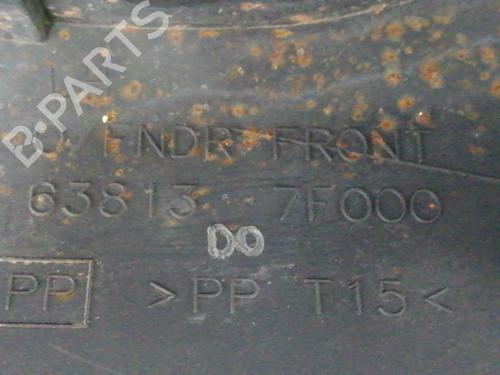 B-PARTS
FNDR FRONT
63813 7F000
DO
PP >PP T15<